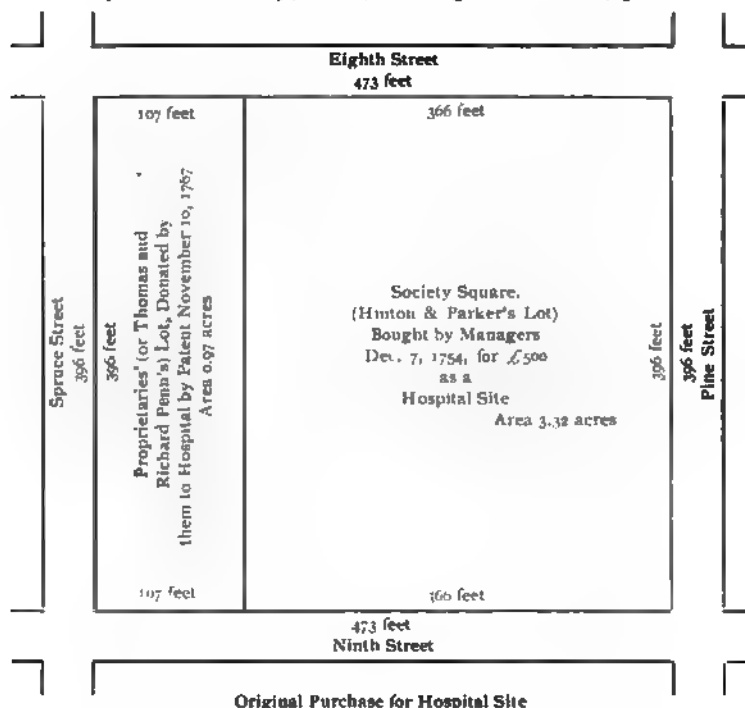 Eighth Street
473 feet
107 feet
366 feet
Spruce Street
396 feet
396 feet
Proprietaries' (or Thomas and
Richard Penn's) Lot, Donated by
them to Hospital by Patent November 10, 1767
Area 0.97 acres
Society Square.
(Hinton & Parker's Lot)
Bought by Managers
Dec. 7, 1754, for £500
as a
Hospital Site
Area 3.32 acres
396 feet
396 feet
Pine Street
107 feet
366 feet
473 feet
Ninth Street
Original Purchase for Hospital Site